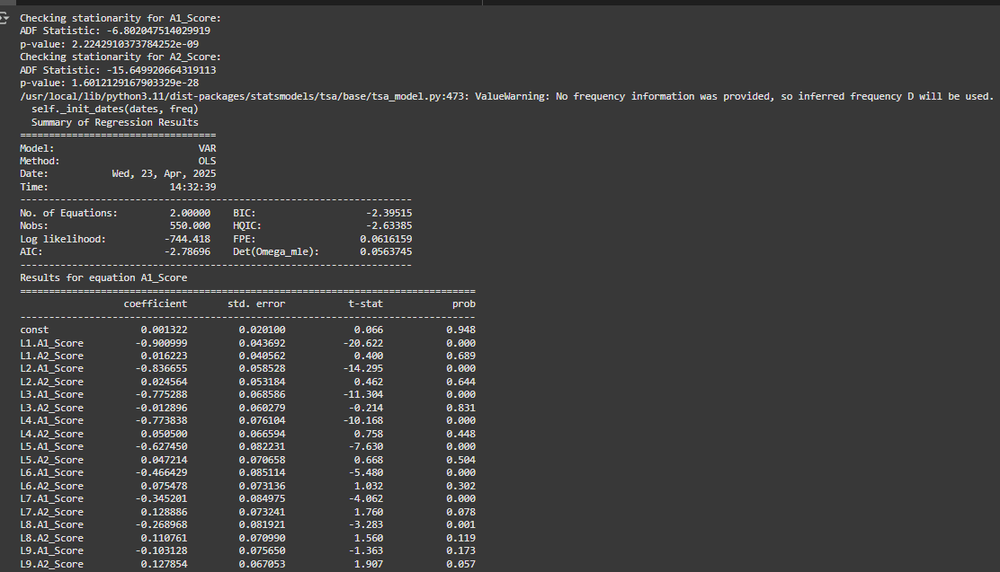 Checking stationarity for A1_Score:
ADF Statistic: -6.802047514029919
p-value: 2.2242910373784252e-09
Checking stationarity for A2_Score:
ADF Statistic: -15.649920664319113
p-value: 1.6012129167903329e-28
/usr/local/lib/python3.11/dist-packages/statsmodels/tsa/base/tsa_model.py:473: ValueWarning: No frequency information was provided, so inferred frequency D will be used.
  self._init_dates(dates, freq)
  Summary of Regression Results
==================================
Model:                         VAR
Method:                        OLS
Date:           Wed, 23, Apr, 2025
Time:                     14:32:39
--------------------------------------------------------------------
No. of Equations:         2.00000    BIC:                   -2.39515
Nobs:                     550.000    HQIC:                  -2.63385
Log likelihood:          -744.418    FPE:                  0.0616159
AIC:                     -2.78696    Det(Omega_mle):       0.0563745
--------------------------------------------------------------------
Results for equation A1_Score
==============================================================================
                 coefficient       std. error           t-stat            prob
------------------------------------------------------------------------------
const               0.001322         0.020100            0.066           0.948
L1.A1_Score        -0.900999         0.043692          -20.622           0.000
L1.A2_Score         0.016223         0.040562            0.400           0.689
L2.A1_Score        -0.836655         0.058528          -14.295           0.000
L2.A2_Score         0.024564         0.053184            0.462           0.644
L3.A1_Score        -0.775288         0.068586          -11.304           0.000
L3.A2_Score        -0.012896         0.060279           -0.214           0.831
L4.A1_Score        -0.773838         0.076104          -10.168           0.000
L4.A2_Score         0.050500         0.066594            0.758           0.448
L5.A1_Score        -0.627450         0.082231           -7.630           0.000
L5.A2_Score         0.047214         0.070658            0.668           0.504
L6.A1_Score        -0.466429         0.085114           -5.480           0.000
L6.A2_Score         0.075478         0.073136            1.032           0.302
L7.A1_Score        -0.345201         0.084975           -4.062           0.000
L7.A2_Score         0.128886         0.073241            1.760           0.078
L8.A1_Score        -0.268968         0.081921           -3.283           0.001
L8.A2_Score         0.110761         0.070990            1.560           0.119
L9.A1_Score        -0.103128         0.075650           -1.363           0.173
L9.A2_Score         0.127854         0.067053            1.907           0.057